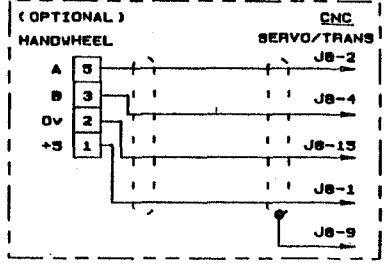 (OPTIONAL) CNC
HANDWHEEL SERVO/TRANS
J8-2
A 5
J8-4
B 3
0V 2
J8-15
+5 1
J8-1
J8-9